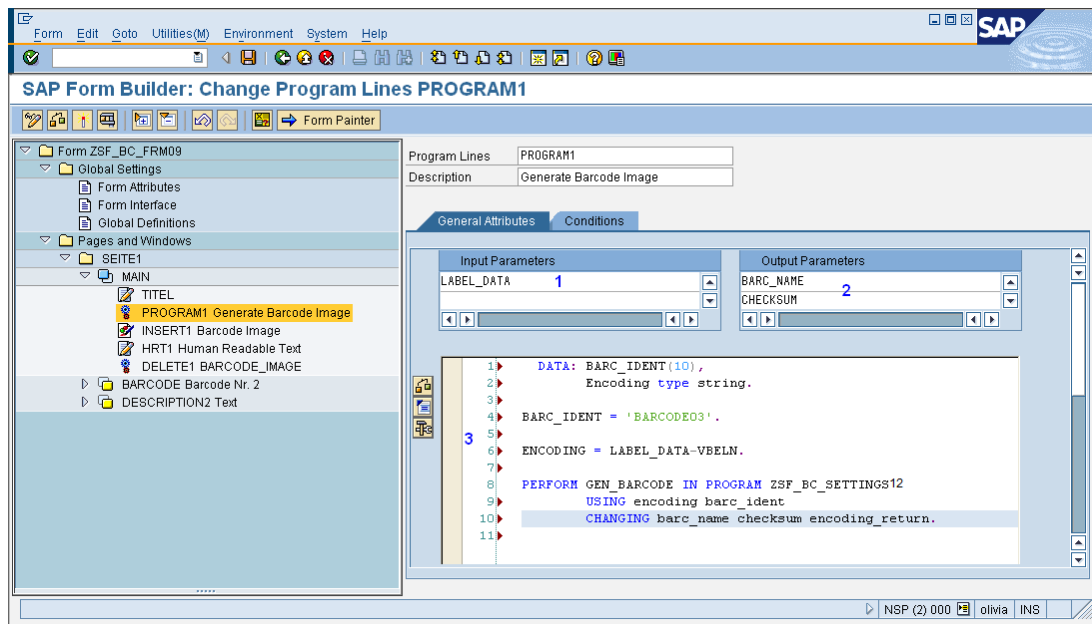 Form Edit Goto Utilities(M) Environment System Help
SAP
SAP Form Builder: Change Program Lines PROGRAM1
Form Painter
Form ZSF_BC_FRM09
Global Settings
Form Attributes
Form Interface
Global Definitions
Pages and Windows
SEITE1
MAIN
TITEL
PROGRAM1 Generate Barcode Image
INSERT1 Barcode Image
HRT1 Human Readable Text
DELETE1 BARCODE_IMAGE
BARCODE Barcode Nr. 2
DESCRIPTION2 Text
Program Lines PROGRAM1
Description Generate Barcode Image
General Attributes Conditions
Input Parameters Output Parameters
LABEL_DATA 1 BARC_NAME 2
CHECKSUM
3
1 DATA: BARC_IDENT(10),
2 Encoding type string.
3
4 BARC_IDENT = 'BARCODE03'.
5
6 ENCODING = LABEL_DATA-VBELN.
7
8 PERFORM GEN_BARCODE IN PROGRAM ZSF_BC_SETTINGS12
9 USING encoding barc_ident
10 CHANGING barc_name checksum encoding_return.
11
NSP (2) 000 olivia INS